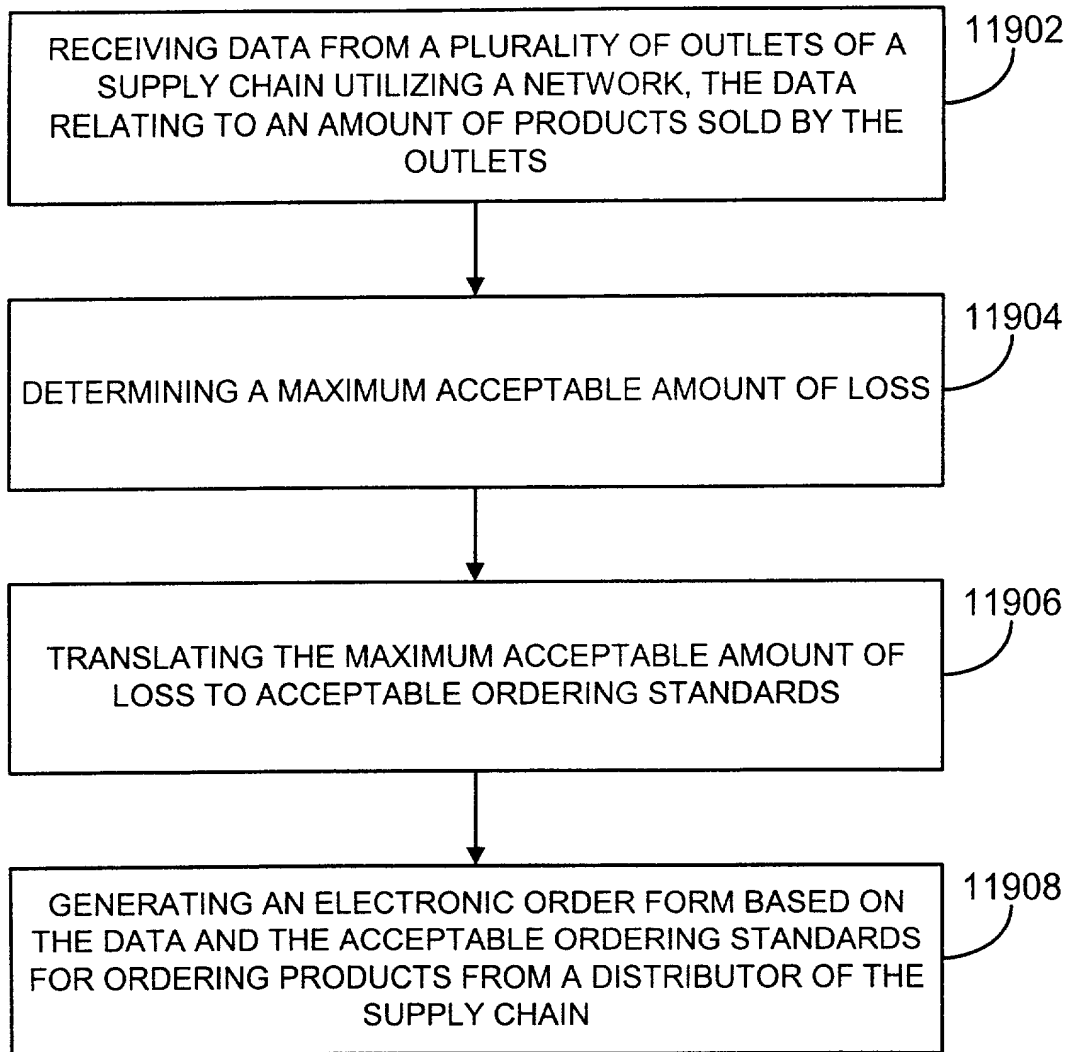 RECEIVING DATA FROM A PLURALITY OF OUTLETS OF A
SUPPLY CHAIN UTILIZING A NETWORK, THE DATA
RELATING TO AN AMOUNT OF PRODUCTS SOLD BY THE
OUTLETS
11902
DETERMINING A MAXIMUM ACCEPTABLE AMOUNT OF LOSS
11904
TRANSLATING THE MAXIMUM ACCEPTABLE AMOUNT OF
LOSS TO ACCEPTABLE ORDERING STANDARDS
11906
GENERATING AN ELECTRONIC ORDER FORM BASED ON
THE DATA AND THE ACCEPTABLE ORDERING STANDARDS
FOR ORDERING PRODUCTS FROM A DISTRIBUTOR OF THE
SUPPLY CHAIN
11908